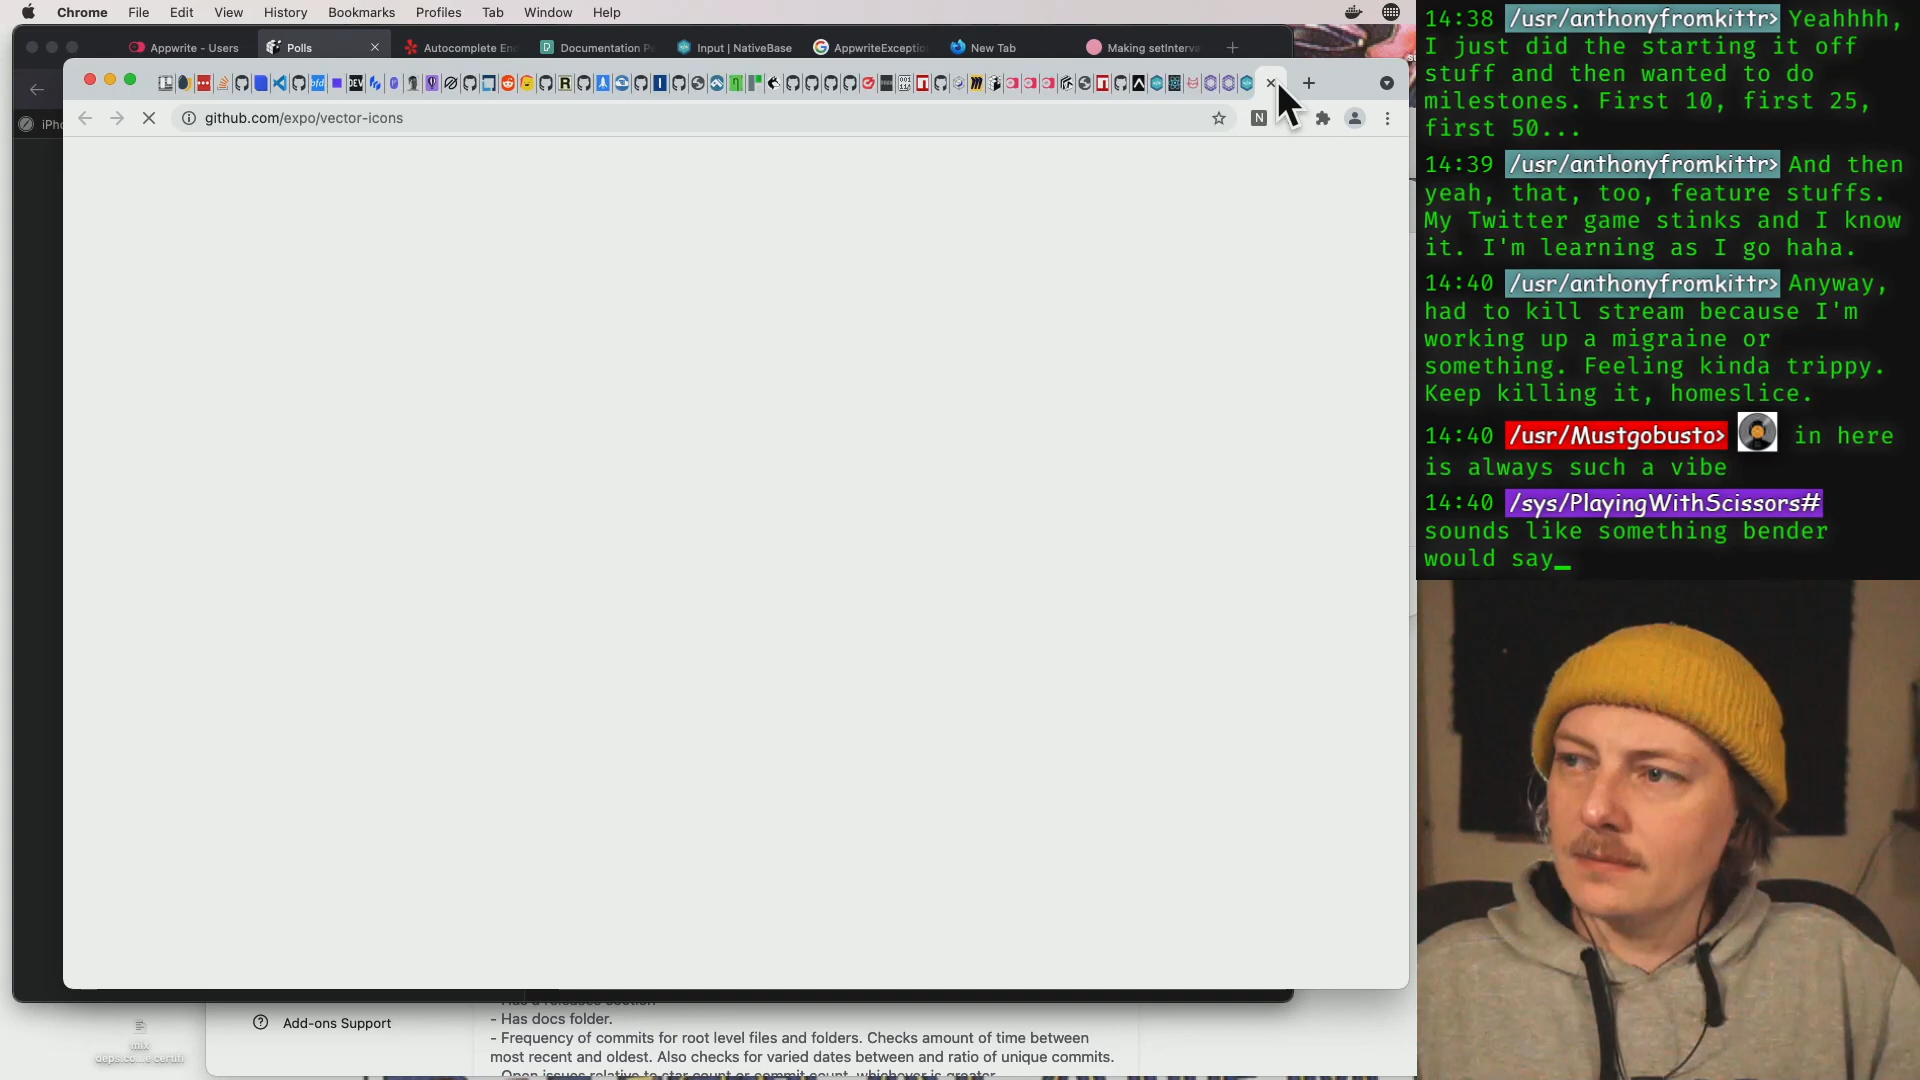 Chrome File Edit View History Bookmarks Profiles Tab Window Help
Appwrite - Users
Polls
Autocomplete
Documentation
Input | NativeBase
New Tab
Making
github.com/expo/vector-icons
Add-ons Support
- Has docs folder.
- Frequency of commits for root level files and folders. Checks amount of time between
most recent and oldest. Also checks for varied dates between and ratio of unique commits.
mix
14:38 /usr/anthonyfromkittr> Yeahhhh,
I just did the starting it off
stuff and then wanted to do
milestones. First 10, first 25,
first 50...
14:39 /usr/anthonyfromkittr> And then
yeah, that, too, feature stuffs.
My Twitter game stinks and I know
it. I'm learning as I go haha.
14:40 /usr/anthonyfromkittr> Anyway,
had to kill stream because I'm
working up a migraine or
something. Feeling kinda trippy.
Keep killing it, homeslice.
14:40 /usr/Mustgobusto> in here
is always such a vibe
14:40 /sys/PlayingWithScissors#
sounds like something bender
would say_